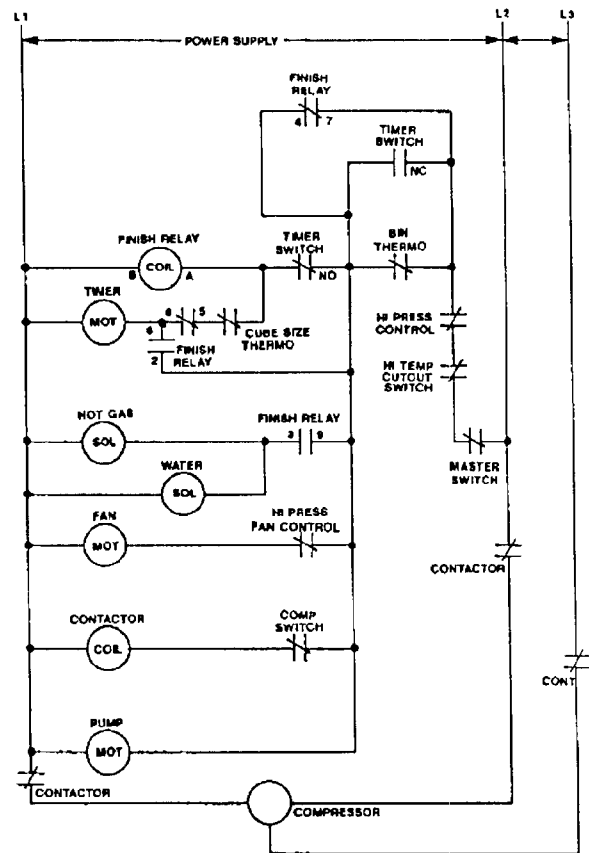 L1
L2
L3
POWER SUPPLY
FINISH
RELAY
4 7
TIMER
SWITCH
NC
FINISH RELAY
COIL
B A
TIMER
SWITCH
NO
BIN
THERMO
TIMER
MOT
6 5
CUBE SIZE
THERMO
2
FINISH
RELAY
HI PRESS
CONTROL
HI TEMP
CUTOUT
SWITCH
HOT GAS
SOL
FINISH RELAY
3 9
MASTER
SWITCH
WATER
SOL
FAN
MOT
HI PRESS
FAN CONTROL
CONTACTOR
CONTACTOR
COIL
COMP
SWITCH
CONT
PUMP
MOT
CONTACTOR
COMPRESSOR